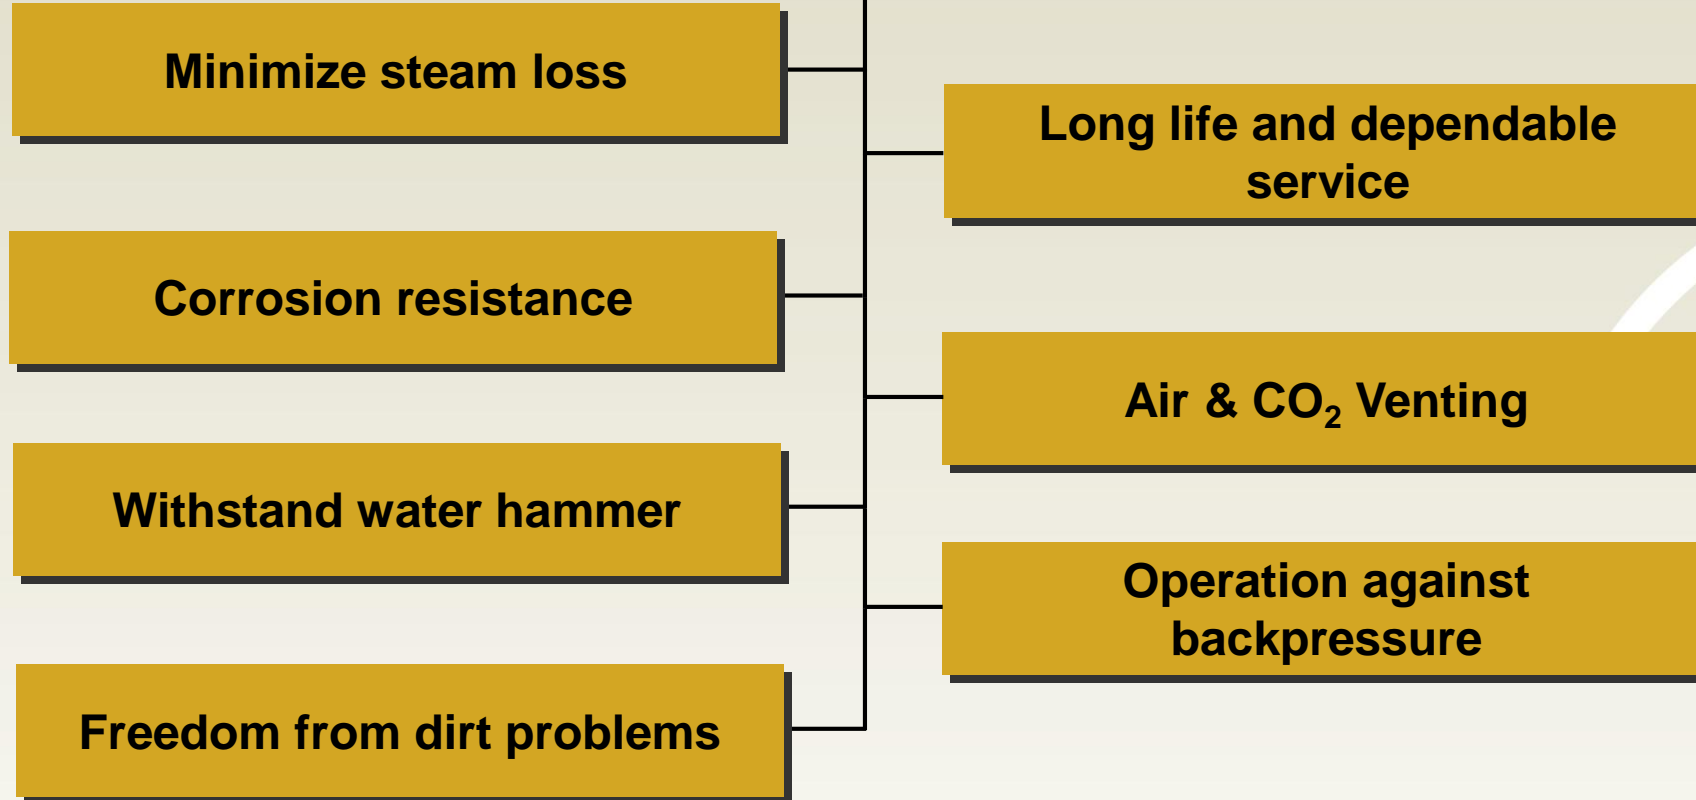 Minimize steam loss
Long life and dependable
service
Corrosion resistance
Air & CO₂ Venting
Withstand water hammer
Operation against
backpressure
Freedom from dirt problems